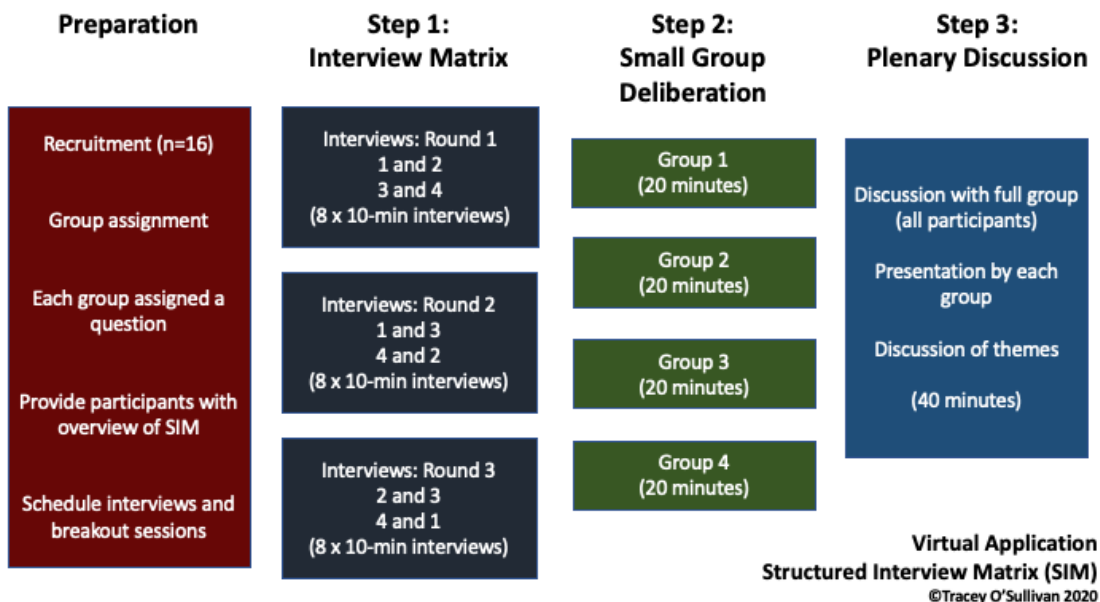 Preparation
Recruitment (n=16)
Group assignment
Each group assigned a
question
Provide participants with
overview of SIM
Schedule interviews and
breakout sessions
Step 1:
Interview Matrix
Interviews: Round 1
1 and 2
3 and 4
(8 x 10-min interviews)
Interviews: Round 2
1 and 3
4 and 2
(8 x 10-min interviews)
Interviews: Round 3
2 and 3
4 and 1
(8 x 10-min interviews)
Step 2:
Small Group
Deliberation
Group 1
(20 minutes)
Group 2
(20 minutes)
Group 3
(20 minutes)
Group 4
(20 minutes)
Step 3:
Plenary Discussion
Discussion with full group
(all participants)
Presentation by each
group
Discussion of themes
(40 minutes)
Virtual Application
Structured Interview Matrix (SIM)
©Tracey O'Sullivan 2020